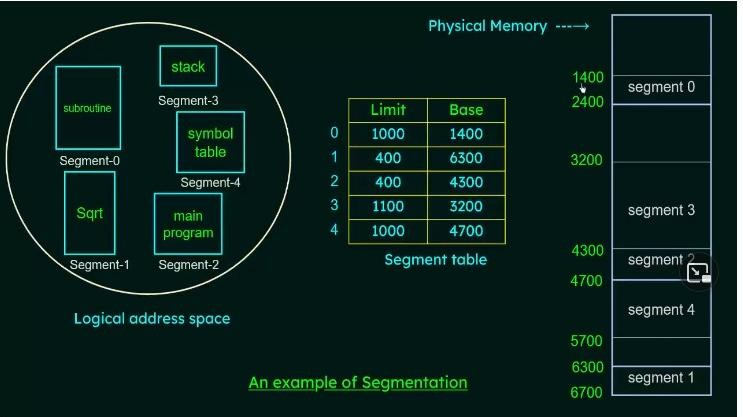 Physical Memory ---->
stack
Segment-3
subroutine
Segment-0
symbol
table
Segment-4
Sqrt
Segment-1
main
program
Segment-2
Logical address space
Limit Base
0 1000 1400
1 400 6300
2 400 4300
3 1100 3200
4 1000 4700
Segment table
1400
segment 0
2400
3200
segment 3
4300
segment 2
4700
segment 4
5700
6300
segment 1
6700
An example of Segmentation